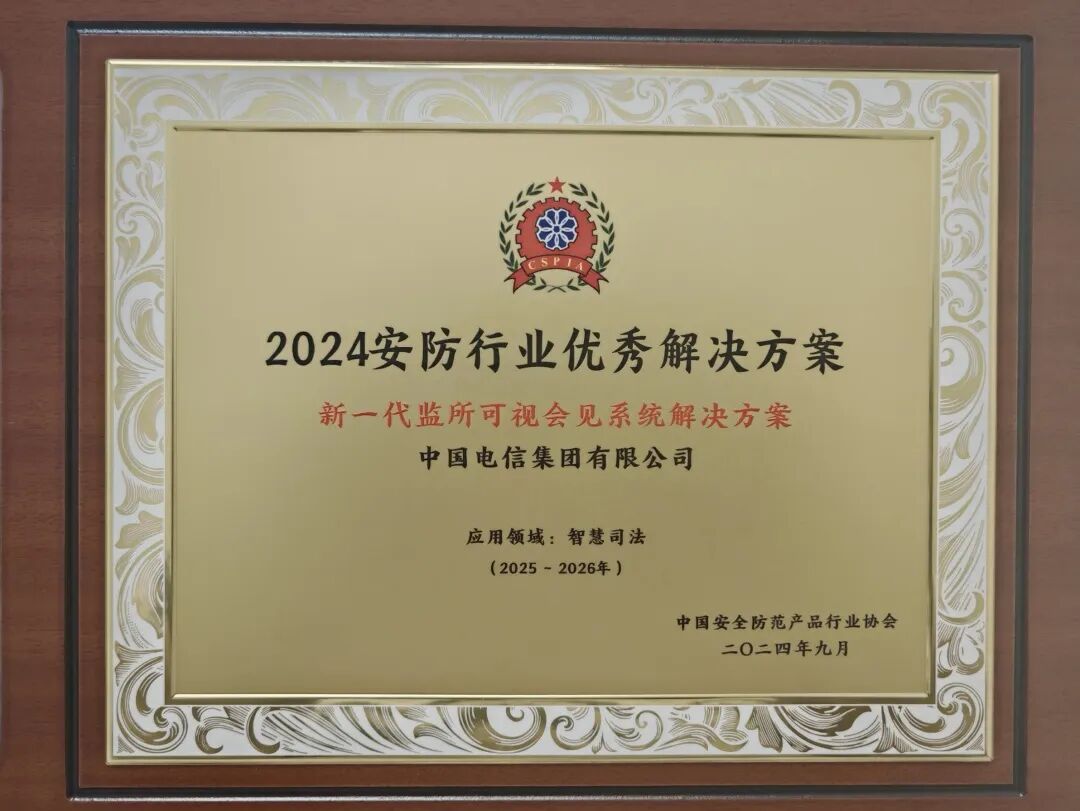 CSPIA
2024安防行业优秀解决方案
新一代监所可视会见系统解决方案
中国电信集团有限公司
应用领域：智慧司法
（2025 ~ 2026年）
中国安全防范产品行业协会
二〇二四年九月